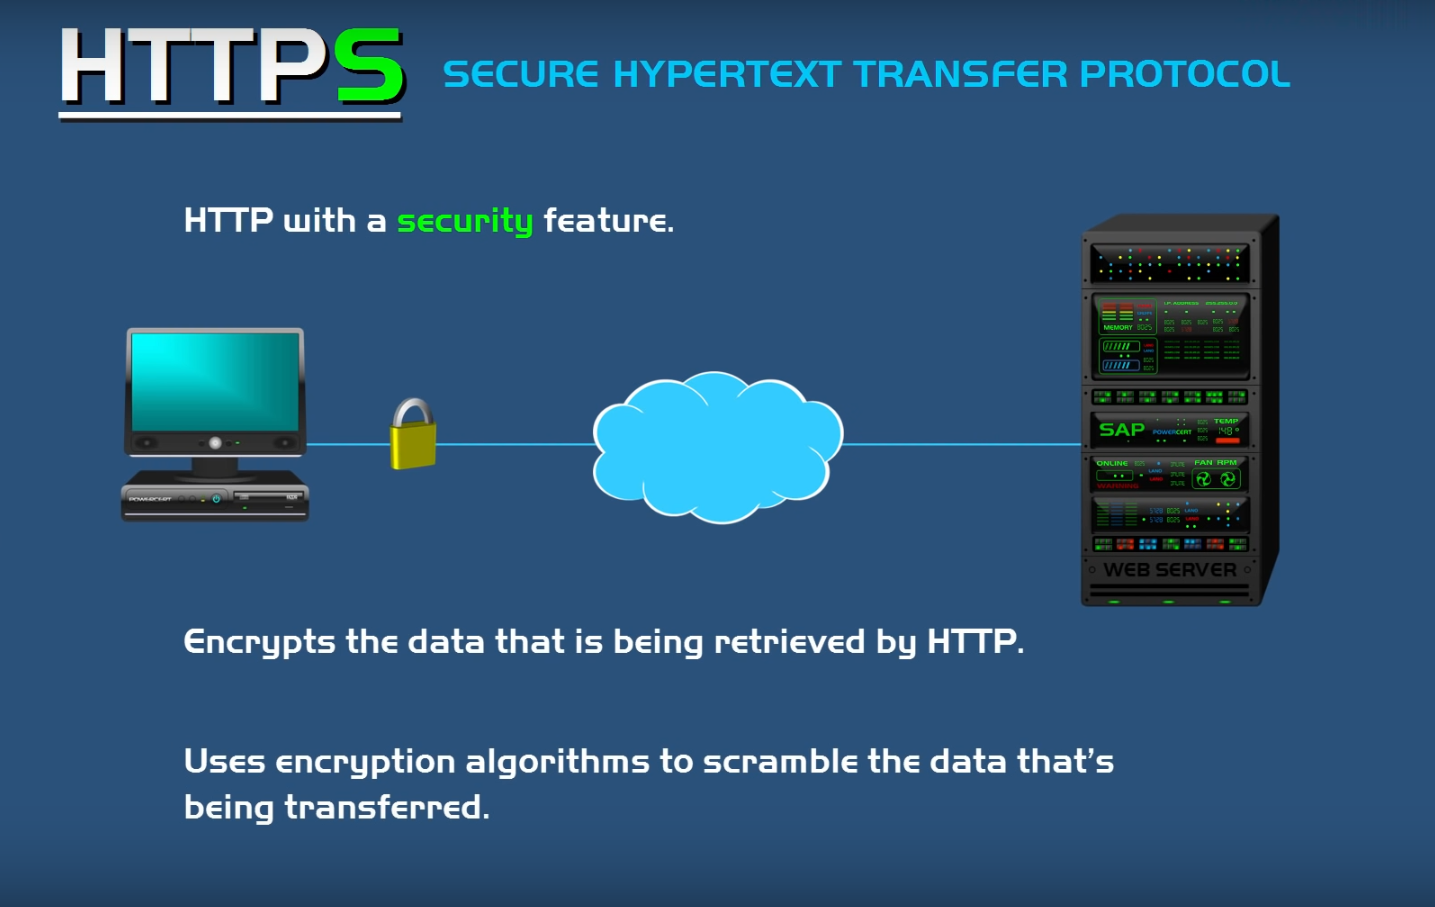 HTTPS SECURE HYPERTEXT TRANSFER PROTOCOL
HTTP with a security feature.
MEMORY
SAP
POWERCERT
TEMP
148°
ONLINE
FAN RPM
WARNING
POWERCERT
WEB SERVER
Encrypts the data that is being retrieved by HTTP.
Uses encryption algorithms to scramble the data that's
being transferred.